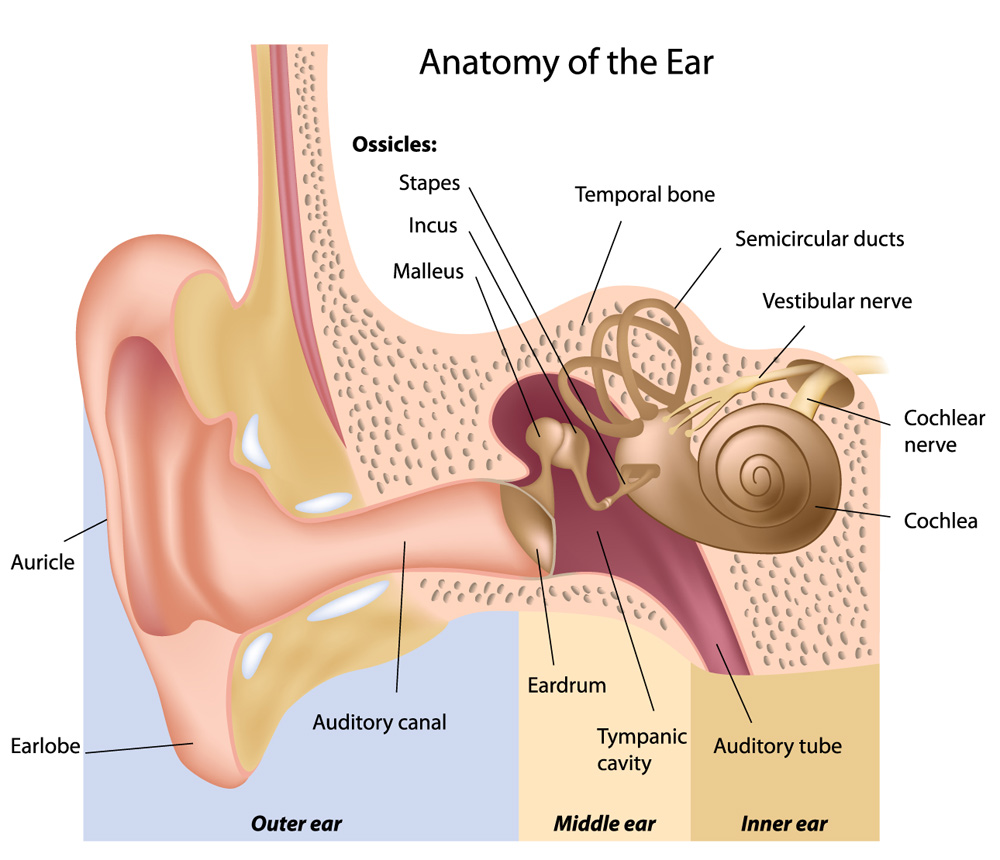 Anatomy of the Ear
Ossicles:
Stapes
Incus
Malleus
Temporal bone
Semicircular ducts
Vestibular nerve
Cochlear
nerve
Cochlea
Auricle
Earlobe
Auditory canal
Eardrum
Tympanic
cavity
Auditory tube
Outer ear
Middle ear
Inner ear